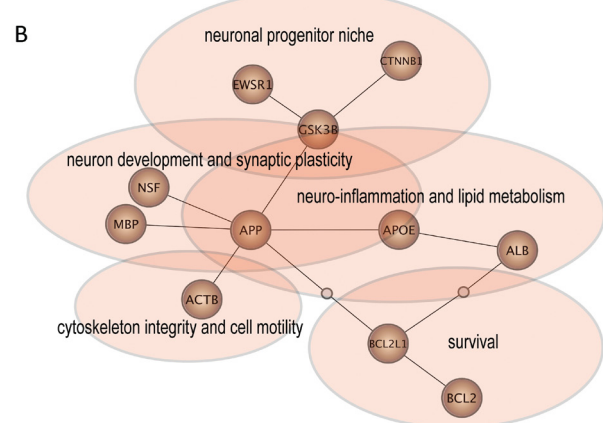 B
neuronal progenitor niche
CTNNB1
EWSR1
GSK3B
neuron development and synaptic plasticity
NSF
neuro-inflammation and lipid metabolism
MBP
APP
APOE
ALB
ACTB
cytoskeleton integrity and cell motility
BCL2L1
survival
BCL2